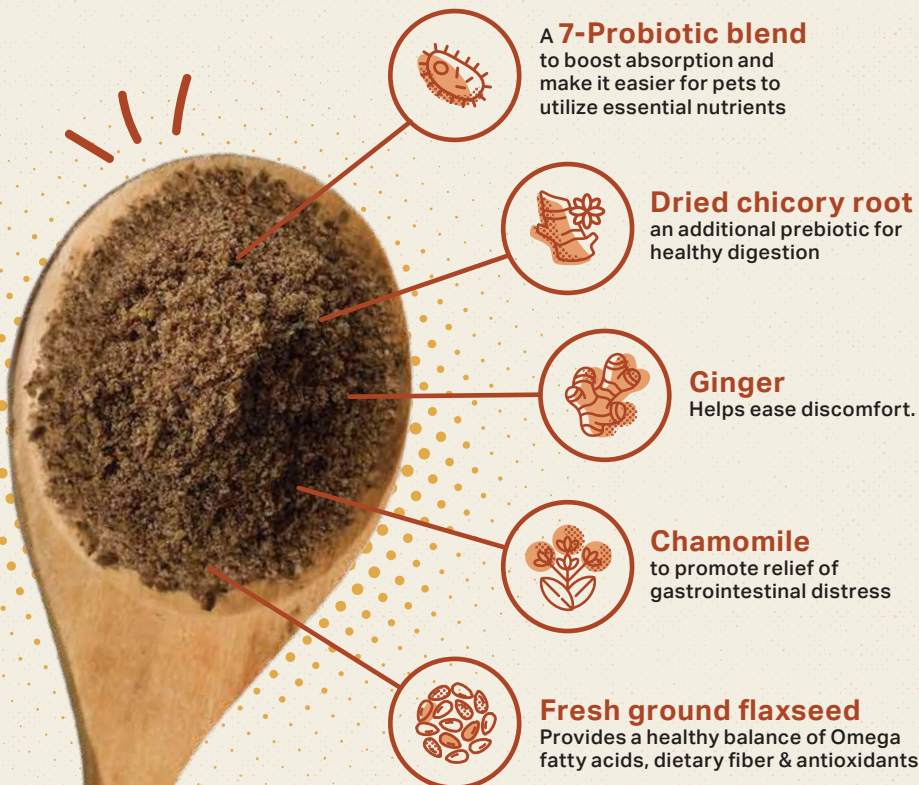 A 7-Probiotic blend
to boost absorption and
make it easier for pets to
utilize essential nutrients
Dried chicory root
an additional prebiotic for
healthy digestion
Ginger
Helps ease discomfort.
Chamomile
to promote relief of
gastrointestinal distress
Fresh ground flaxseed
Provides a healthy balance of Omega
fatty acids, dietary fiber & antioxidants